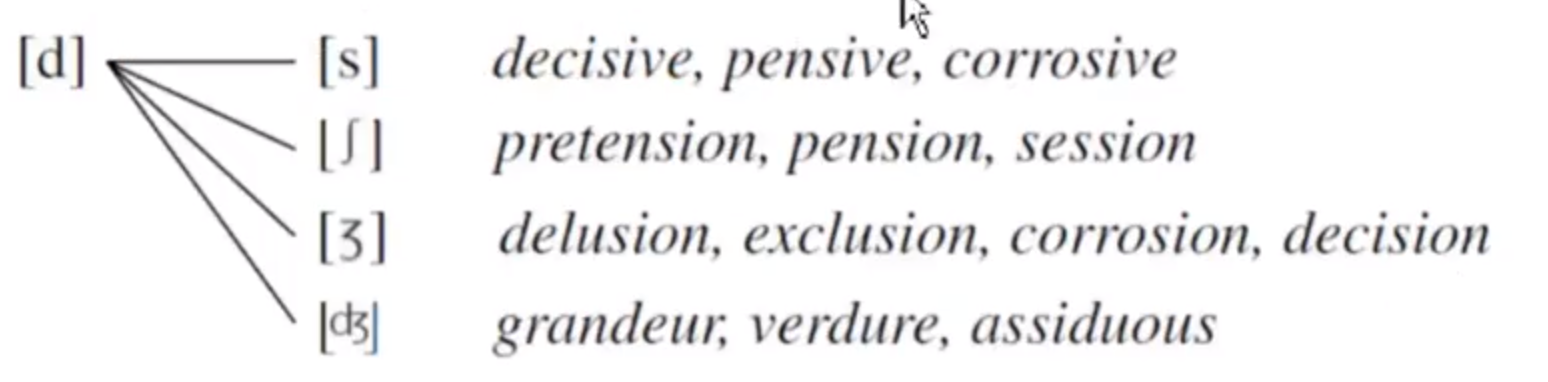 [d] [s] decisive, pensive, corrosive
[ʃ] pretension, pension, session
[ʒ] delusion, exclusion, corrosion, decision
[ʤ] grandeur, verdure, assiduous